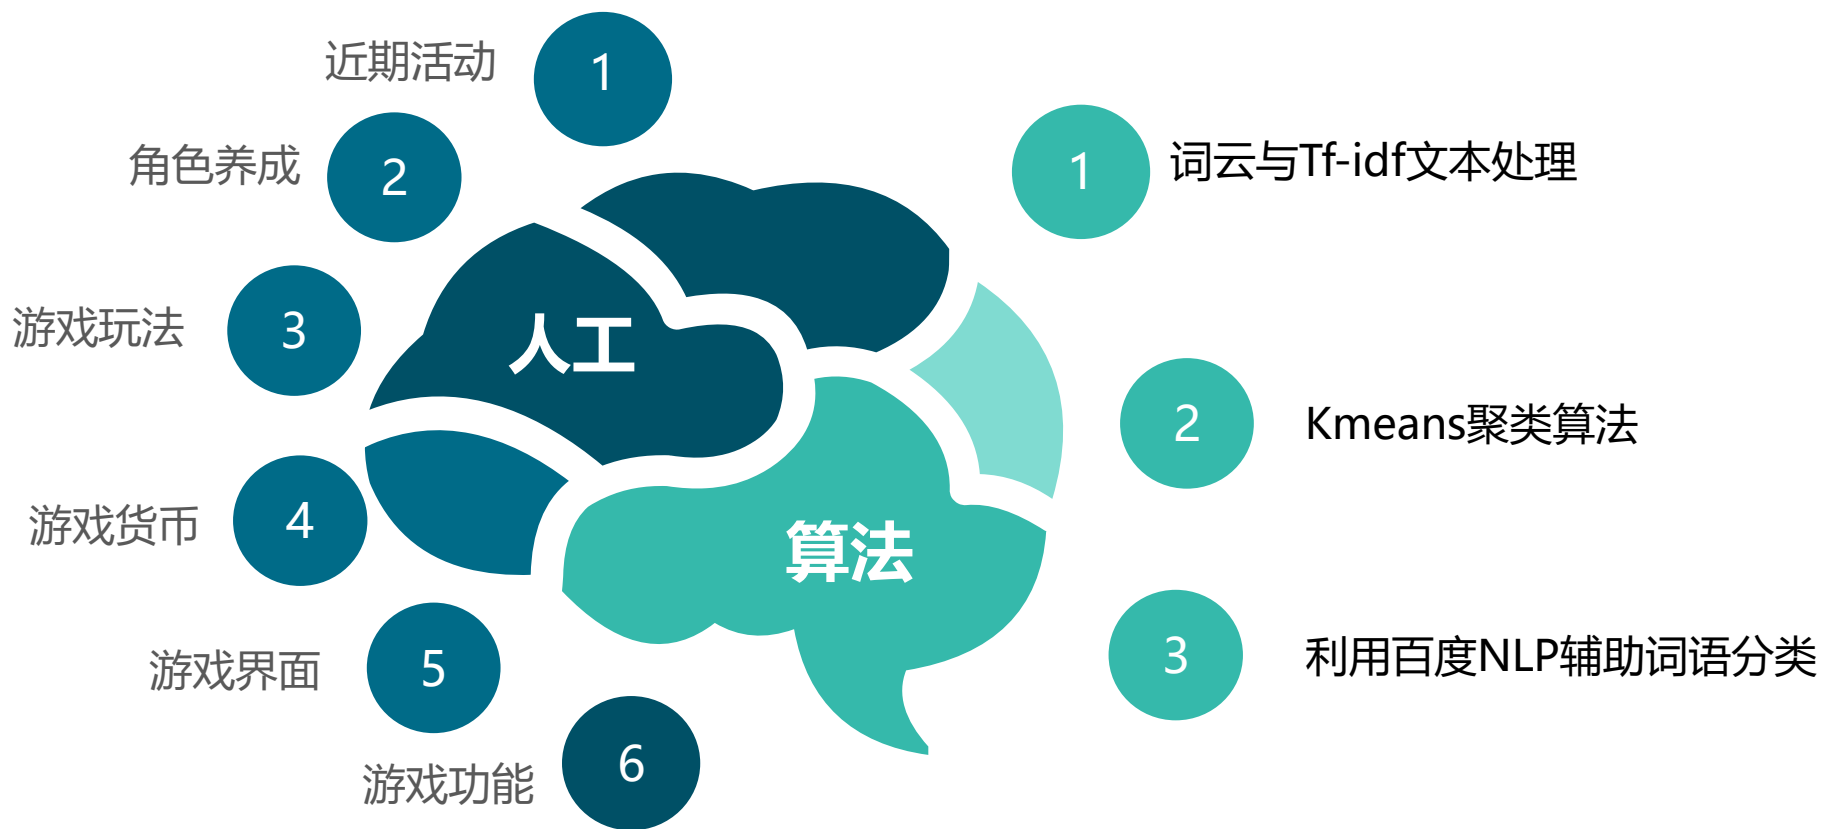 近期活动
1
角色养成
2
游戏玩法
3
游戏货币
4
游戏界面
5
游戏功能
6
人工
算法
1
词云与Tf-idf文本处理
2
Kmeans聚类算法
3
利用百度NLP辅助词语分类